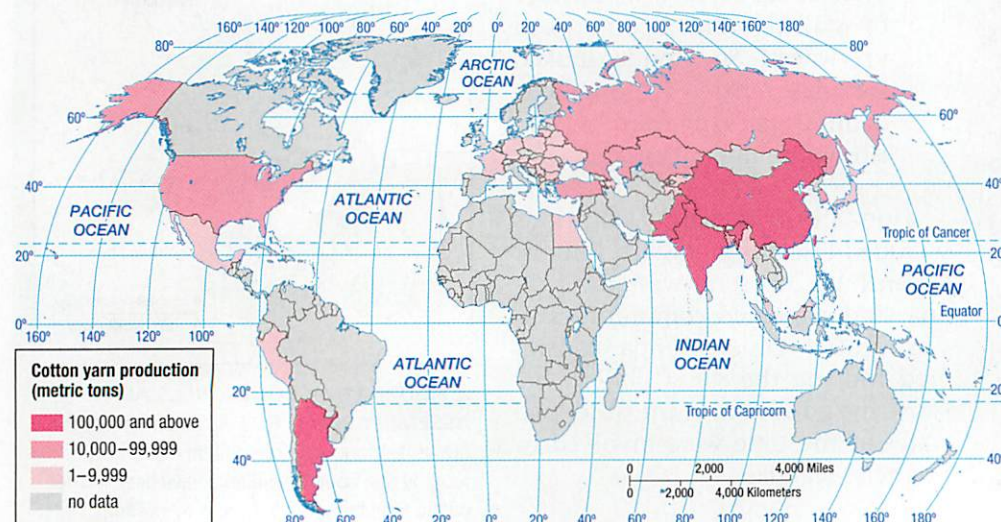 160° 140° 120° 100° 80° 60° 40° 20° 0° 20° 40° 60° 80° 100° 120° 140° 160° 180°
80° 80°
ARCTIC
OCEAN
60° 60°
40° 40°
PACIFIC
OCEAN
ATLANTIC
OCEAN
Tropic of Cancer
20° 20°
PACIFIC
OCEAN
Equator
0° 0°
160° 140° 120° 100°
INDIAN
OCEAN
ATLANTIC
OCEAN
20° 20°
Tropic of Capricorn
40° 40°
0 2,000 4,000 Miles
0 2,000 4,000 Kilometers
80° 60° 40° 20° 0° 20° 40° 60° 80° 100° 120° 140° 160° 180°
Cotton yarn production
(metric tons)
100,000 and above
10,000–99,999
1–9,999
no data